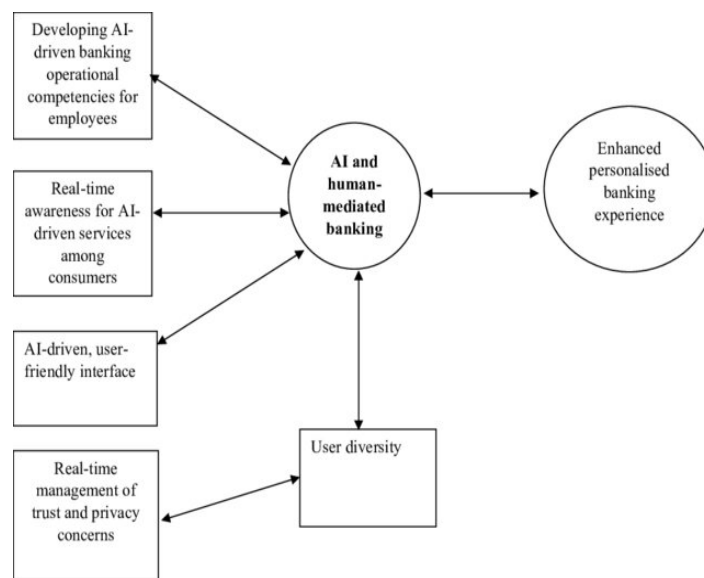 Developing AI-
driven banking
operational
competencies for
employees
Real-time
awareness for AI-
driven services
among
consumers
AI-driven, user-
friendly interface
Real-time
management of
trust and privacy
concerns
AI and
human-
mediated
banking
User diversity
Enhanced
personalised
banking
experience